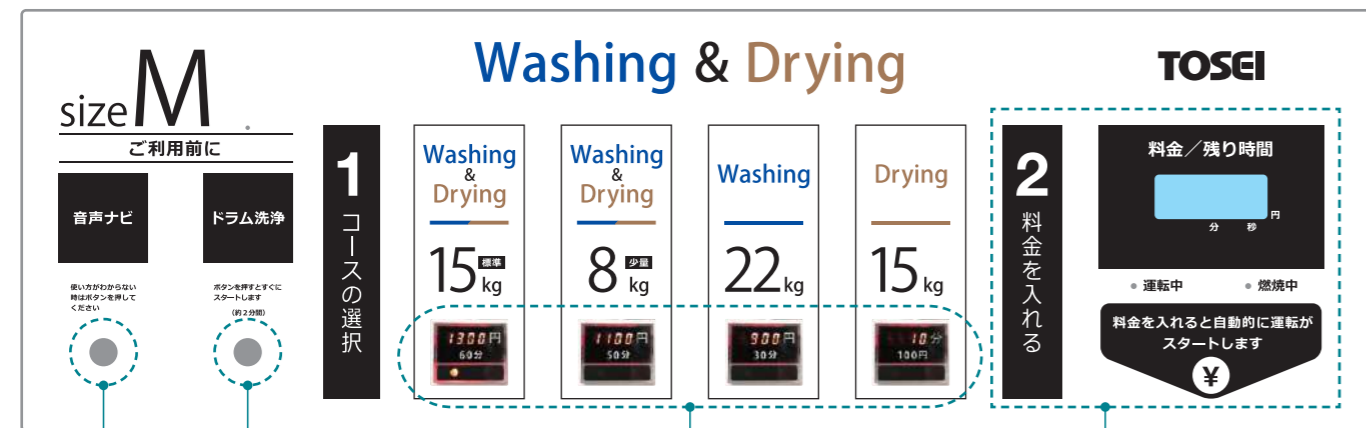 Washing & Drying
TOSEI
size M
ご利用前に
音声ナビ
ドラム洗浄
使い方がわからない
時はボタンを押して
ください
ボタンを押すとすぐに
スタートします
(約2分間)
1
コースの選択
Washing
&
Drying
15 標準
kg
1300円
60分
Washing
&
Drying
8 少量
kg
1100円
50分
Washing
22 kg
900円
30分
Drying
15 kg
10分
100円
2
料金を入れる
料金/残り時間
円
分 秒
運転中
燃焼中
料金を入れると自動的に運転が
スタートします
¥